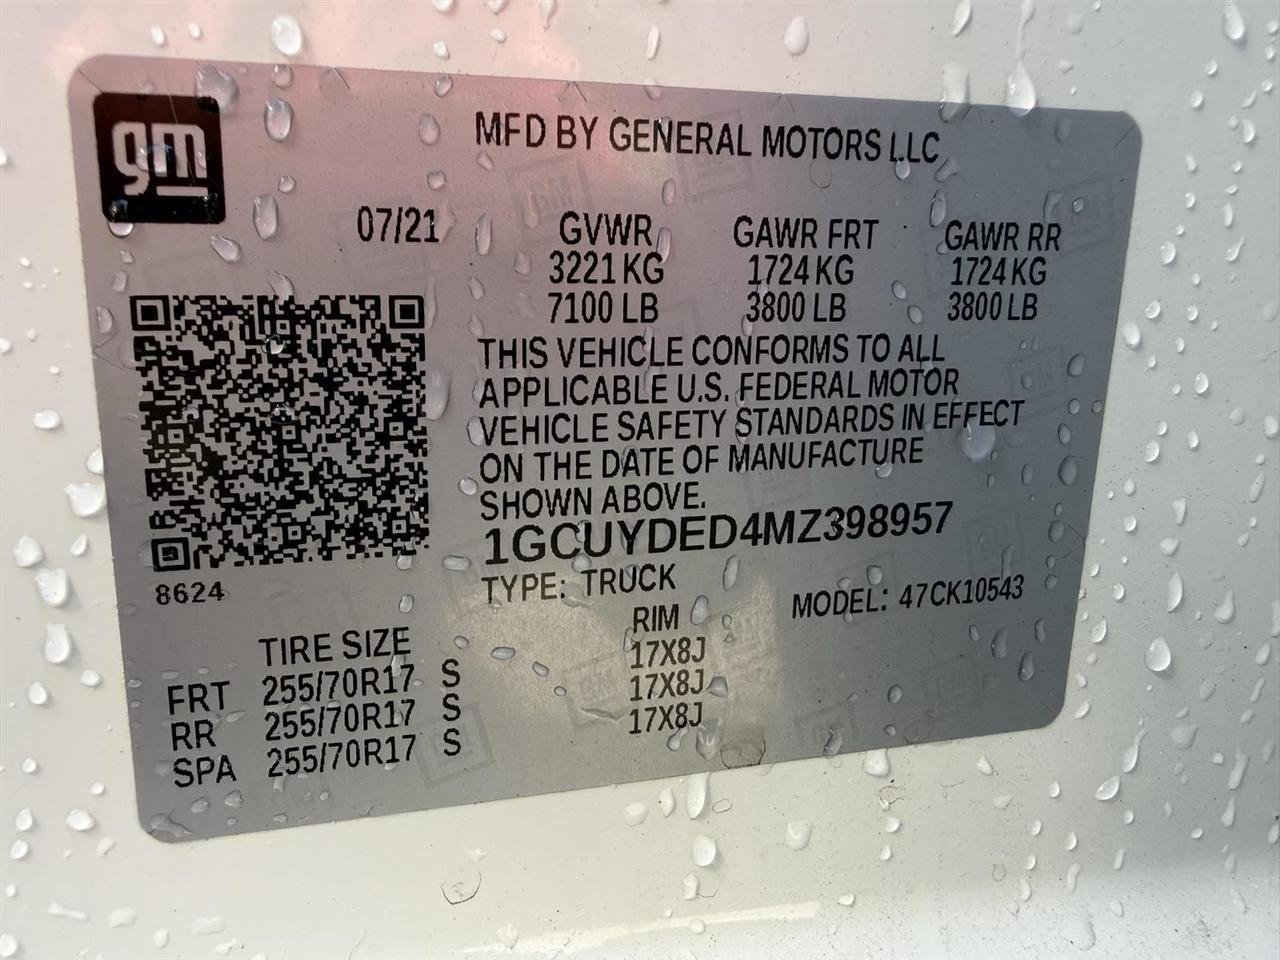 gm
MFD BY GENERAL MOTORS LLC
07/21 GVWR GAWR FRT GAWR RR
3221 KG 1724 KG 1724 KG
7100 LB 3800 LB 3800 LB
THIS VEHICLE CONFORMS TO ALL
APPLICABLE U.S. FEDERAL MOTOR
VEHICLE SAFETY STANDARDS IN EFFECT
ON THE DATE OF MANUFACTURE
SHOWN ABOVE.
1GCUYDED4MZ398957
8624
TYPE: TRUCK MODEL: 47CK10543
TIRE SIZE RIM
FRT 255/70R17 S 17X8J
RR 255/70R17 S 17X8J
SPA 255/70R17 S 17X8J